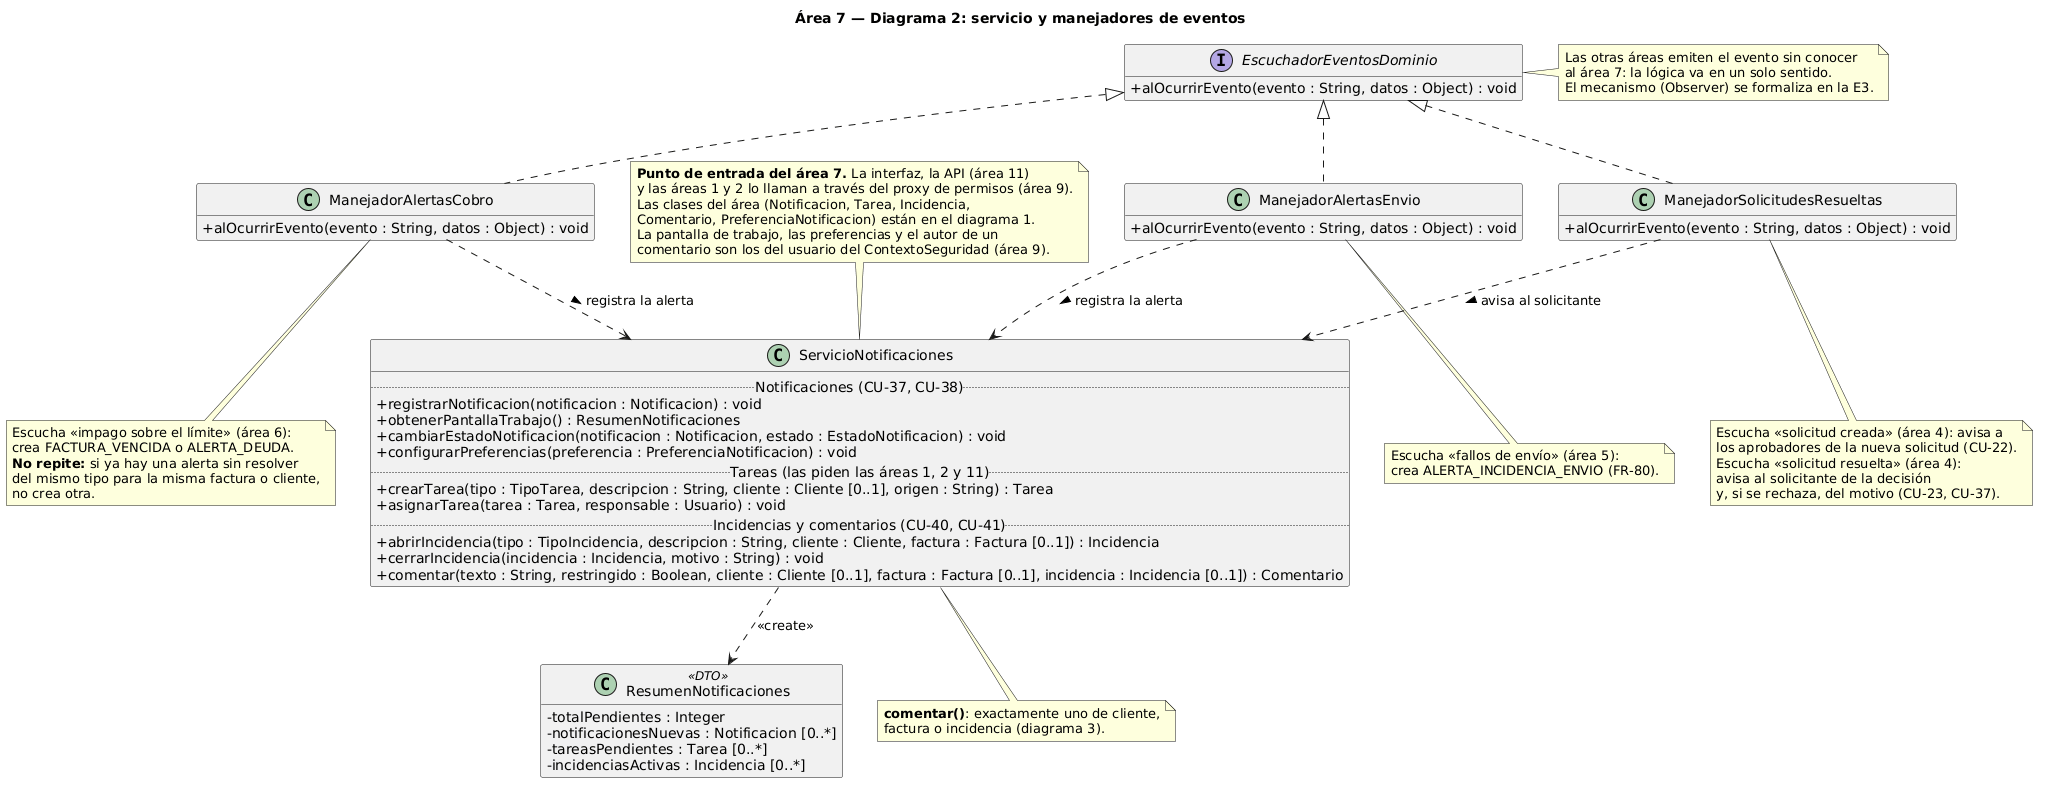 Área 7 — Diagrama 2: servicio y manejadores de eventos
I EscuchadorEventosDominio
+alOcurrirEvento(evento : String, datos : Object) : void
Las otras áreas emiten el evento sin conocer
al área 7: la lógica va en un solo sentido.
El mecanismo (Observer) se formaliza en la E3.
C ManejadorAlertasCobro
+alOcurrirEvento(evento : String, datos : Object) : void
Punto de entrada del área 7. La interfaz, la API (área 11)
y las áreas 1 y 2 lo llaman a través del proxy de permisos (área 9).
Las clases del área (Notificacion, Tarea, Incidencia,
Comentario, PreferenciaNotificacion) están en el diagrama 1.
La pantalla de trabajo, las preferencias y el autor de un
comentario son los del usuario del ContextoSeguridad (área 9).
C ManejadorAlertasEnvio
+alOcurrirEvento(evento : String, datos : Object) : void
C ManejadorSolicitudesResueltas
+alOcurrirEvento(evento : String, datos : Object) : void
registra la alerta
registra la alerta
avisa al solicitante
C ServicioNotificaciones
Notificaciones (CU-37, CU-38)
+registrarNotificacion(notificacion : Notificacion) : void
+obtenerPantallaTrabajo() : ResumenNotificaciones
+cambiarEstadoNotificacion(notificacion : Notificacion, estado : EstadoNotificacion) : void
+configurarPreferencias(preferencia : PreferenciaNotificacion) : void
Tareas (las piden las áreas 1, 2 y 11)
+crearTarea(tipo : TipoTarea, descripcion : String, cliente : Cliente [0..1], origen : String) : Tarea
+asignarTarea(tarea : Tarea, responsable : Usuario) : void
Incidencias y comentarios (CU-40, CU-41)
+abrirIncidencia(tipo : TipoIncidencia, descripcion : String, cliente : Cliente, factura : Factura [0..1]) : Incidencia
+cerrarIncidencia(incidencia : Incidencia, motivo : String) : void
+comentar(texto : String, restringido : Boolean, cliente : Cliente [0..1], factura : Factura [0..1], incidencia : Incidencia [0..1]) : Comentario
Escucha «impago sobre el límite» (área 6):
crea FACTURA_VENCIDA o ALERTA_DEUDA.
No repite: si ya hay una alerta sin resolver
del mismo tipo para la misma factura o cliente,
no crea otra.
Escucha «fallos de envío» (área 5):
crea ALERTA_INCIDENCIA_ENVIO (FR-80).
Escucha «solicitud creada» (área 4): avisa a
los aprobadores de la nueva solicitud (CU-22).
Escucha «solicitud resuelta» (área 4):
avisa al solicitante de la decisión
y, si se rechaza, del motivo (CU-23, CU-37).
«create»
C «DTO»
ResumenNotificaciones
-totalPendientes : Integer
-notificacionesNuevas : Notificacion [0..*]
-tareasPendientes : Tarea [0..*]
-incidenciasActivas : Incidencia [0..*]
comentar(): exactamente uno de cliente,
factura o incidencia (diagrama 3).